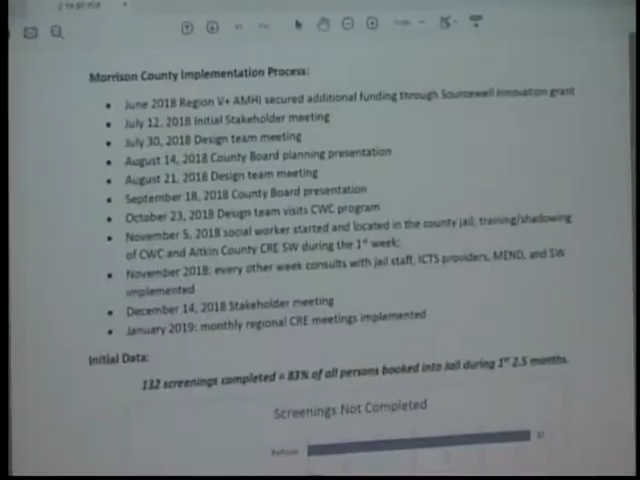 Morrison County Implementation Process:
• June 2018 Region V+ AMHI secured additional funding through Sourcewell Innovation grant
• July 12, 2018 Initial Stakeholder meeting
• July 30, 2018 Design team meeting
• August 14, 2018 County Board planning presentation
• August 21, 2018 Design team meeting
• September 18, 2018 County Board presentation
• October 23, 2018 Design team visits CWC program
• November 5, 2018 social worker started and located in the county jail; training/shadowing
of CWC and Aitkin County CRE SW during the 1st week;
• November 2018: every other week consults with jail staff, ICTS providers, MEND, and SW
implemented
• December 14, 2018 Stakeholder meeting
• January 2019: monthly regional CRE meetings implemented
Initial Data:
132 screenings completed = 83% of all persons booked into Jail during 1st 2.5 months.
Screenings Not Completed